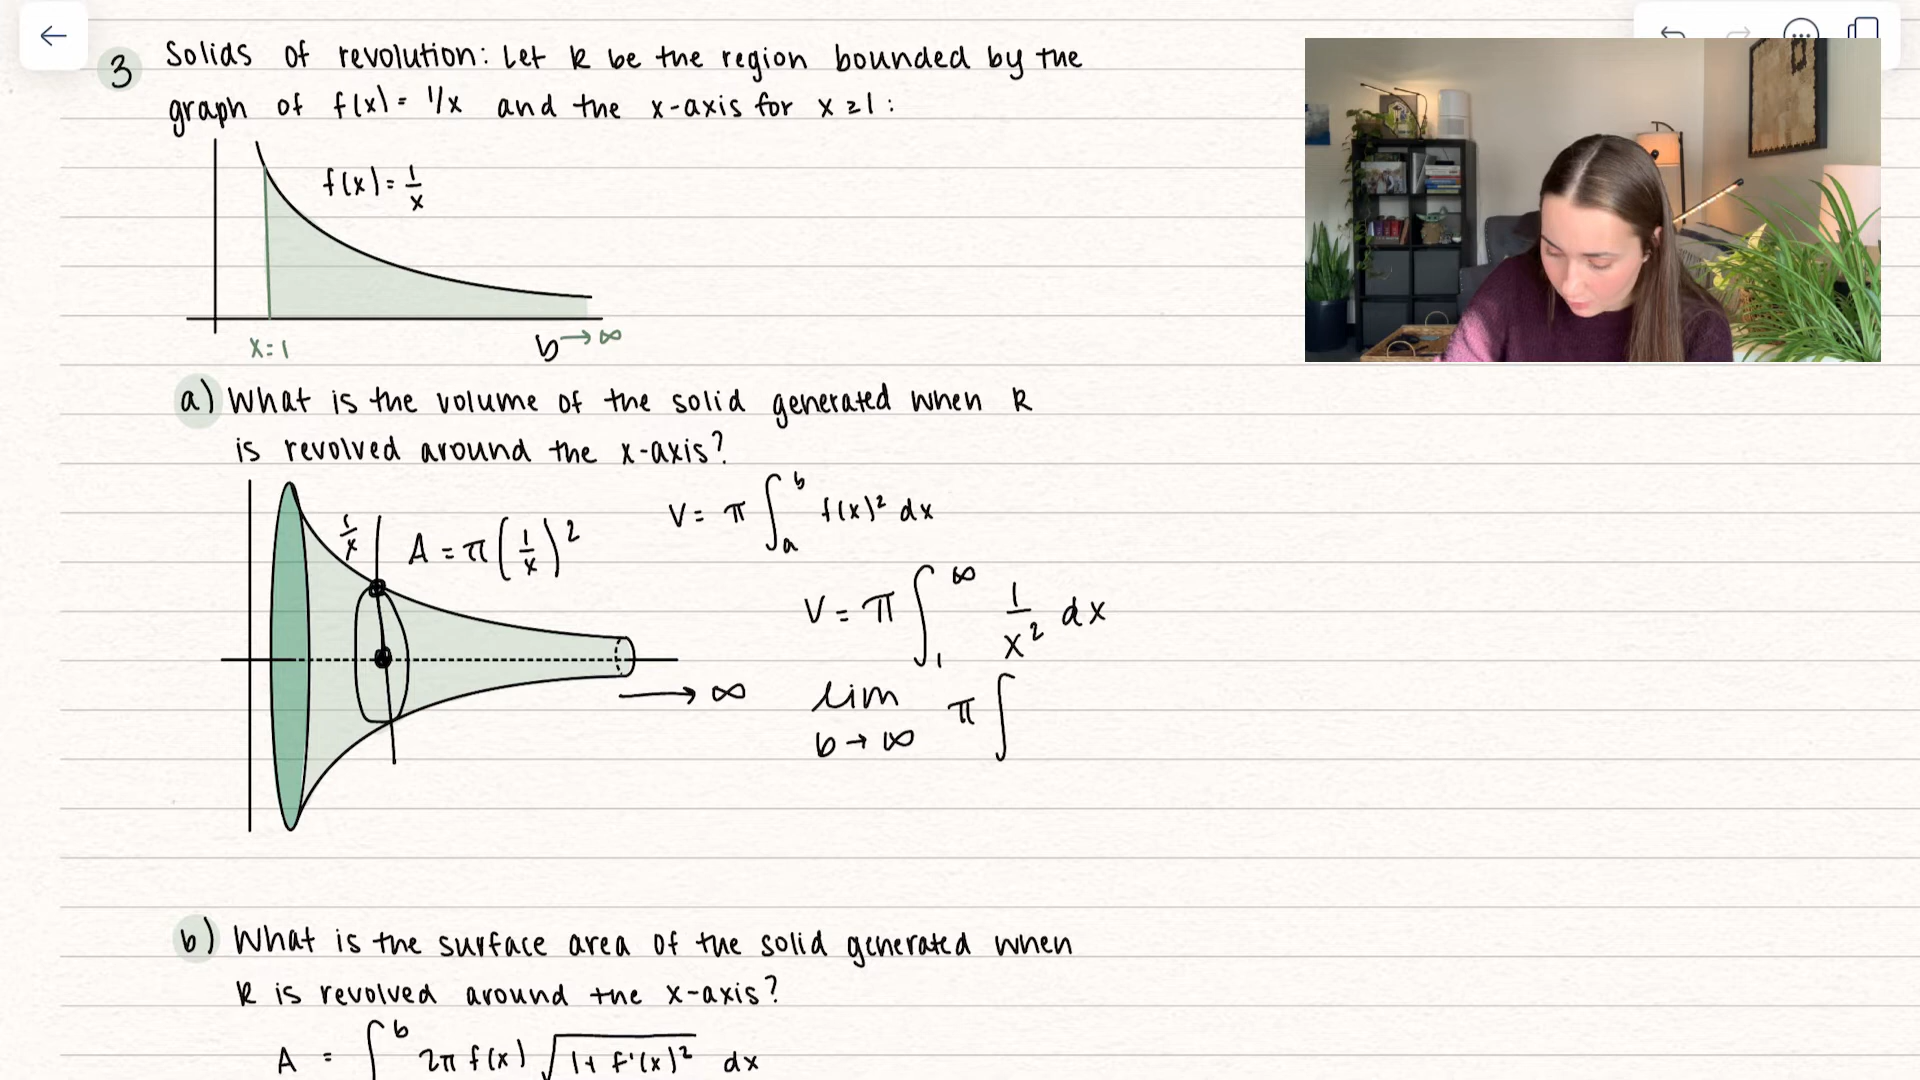 3 Solids of revolution: Let R be the region bounded by the
graph of f(x) = 1/x and the x-axis for x ≥ 1:
f(x) = 1/x
x=1
b → ∞
a) What is the volume of the solid generated when R
is revolved around the x-axis?
1/x
A = π(1/x)²
V = π ∫_a^b f(x)² dx
V = π ∫_1^∞ 1/x² dx
→ ∞
lim b→∞ π ∫
b) What is the surface area of the solid generated when
R is revolved around the x-axis?
A = ∫^b 2π f(x) √(1 + f'(x)²) dx